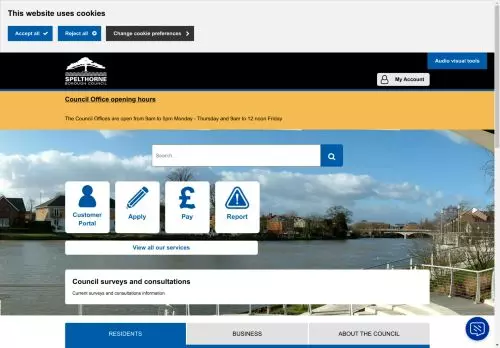 This website uses cookies
Accept all
Reject all
Change cookie preferences
Audio visual tools
SPELTHORNE
BOROUGH COUNCIL
My Account
Council Office opening hours
The Council Offices are open from 9am to 5pm Monday - Thursday and 9am to 12 noon Friday
Search
Customer Portal
Apply
Pay
Report
View all our services
Council surveys and consultations
Current surveys and consultations information
RESIDENTS
BUSINESS
ABOUT THE COUNCIL